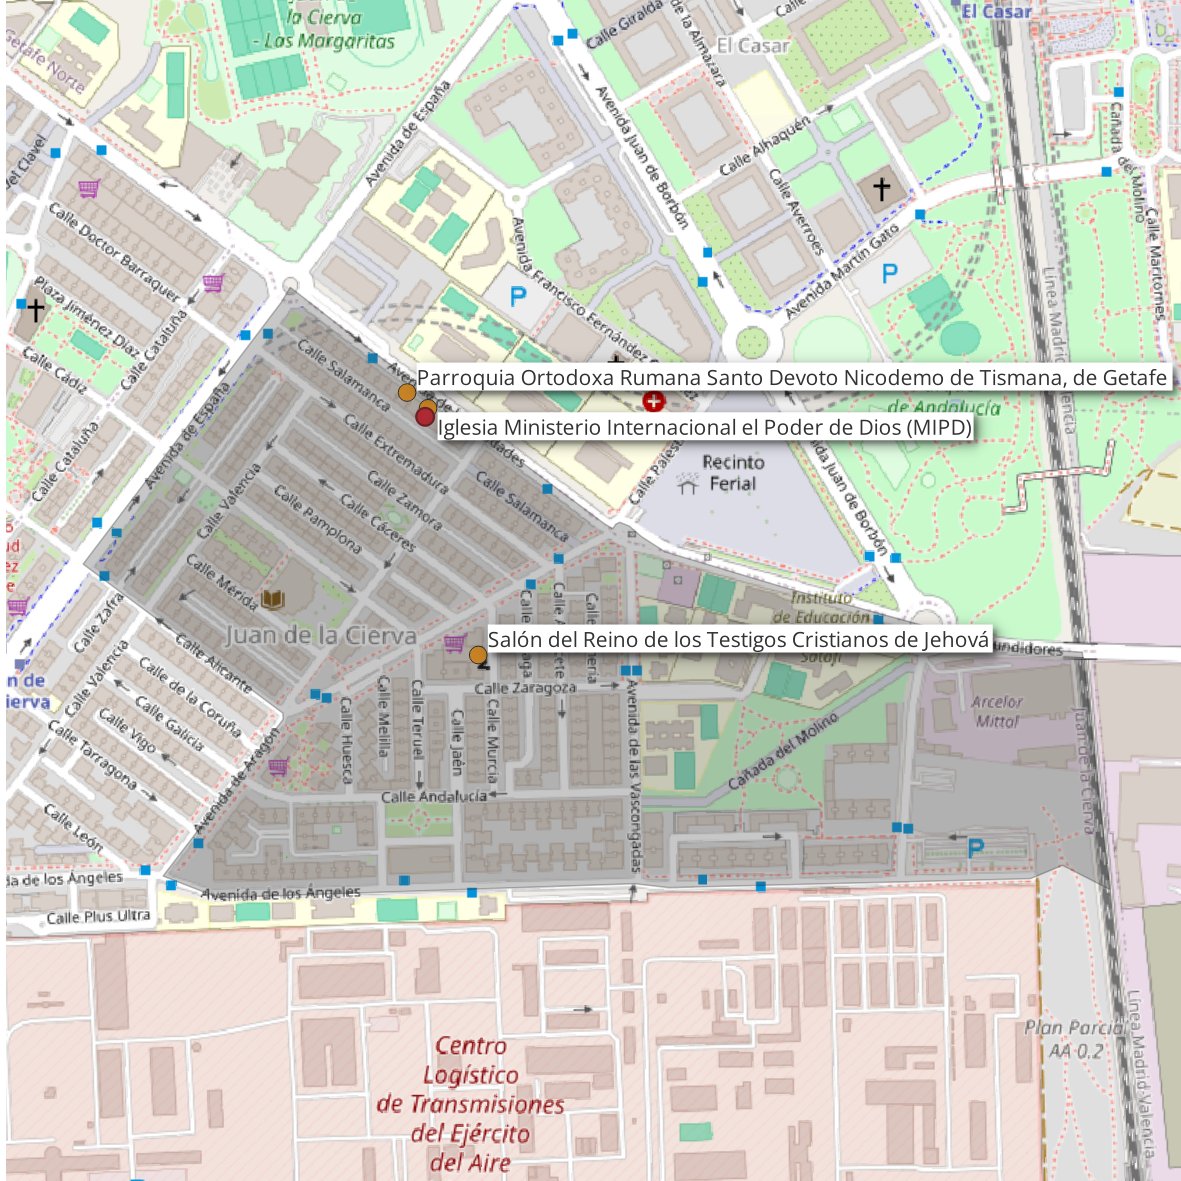 la Cierva
- Las Margaritas
Getafe Norte
El Casar
El Casar
Calle Giralda
de la Almazara
Avenida de España
Avenida Juan de Borbón
Calle Alhaquén
Calle Averroes
Avenida Martín Gato
Cañada del Molino
Calle Maritornes
del Clavel
Calle Doctor Barraquer
Plaza Jiménez Díaz
Calle Cataluña
Calle Cádiz
Calle Cataluña
P
P
Avenida Francisco Fernández
Calle Salamanca
Avenida de España
Parroquia Ortodoxa Rumana Santo Devoto Nicodemo de Tismana, de Getafe
Iglesia Ministerio Internacional el Poder de Dios (MIPD)
de Andalucía
Calle Extremadura
Calle Zamora
Calle Salamanca
Calle Cáceres
Calle Pamplona
Calle Valencia
Calle Mérida
Recinto
Ferial
Juan de Borbón
Juan de la Cierva
Instituto
de Educación
Salón del Reino de los Testigos Cristianos de Jehová
2
Calle Zafra
Calle Valencia
Calle Alicante
Calle de la Coruña
Calle Galicia
Calle Vigo
Calle Tarragona
Calle León
Avenida de Aragón
Calle Huesca
Calle Melilla
Calle Teruel
Calle Jaén
Calle Murcia
Calle Zaragoza
Calle Andalucía
Avenida de las Vascongadas
Cañada del Molino
Arcelor
Mittal
Juan de la Cierva
P
Avenida de los Ángeles
Calle Plus Ultra
Plan Parcial
AA 0.2
Línea Madrid-Valencia
Centro
Logístico
de Transmisiones
del Ejército
del Aire